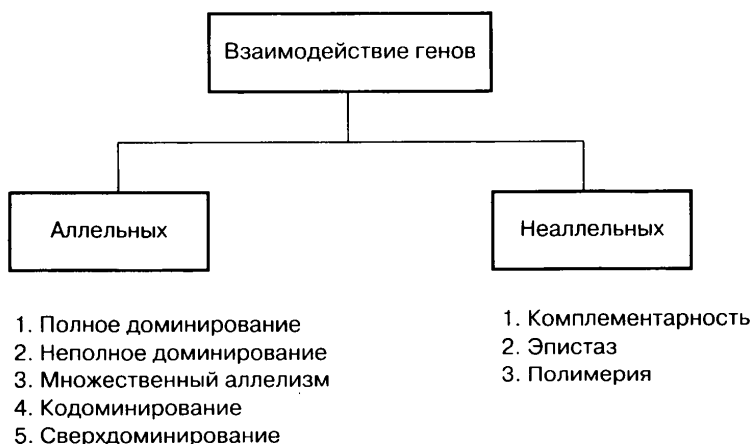 Взаимодействие генов
Аллельных
Неаллельных
1. Полное доминирование
2. Неполное доминирование
3. Множественный аллелизм
4. Кодоминирование
5. Сверхдоминирование
1. Комплементарность
2. Эпистаз
3. Полимерия